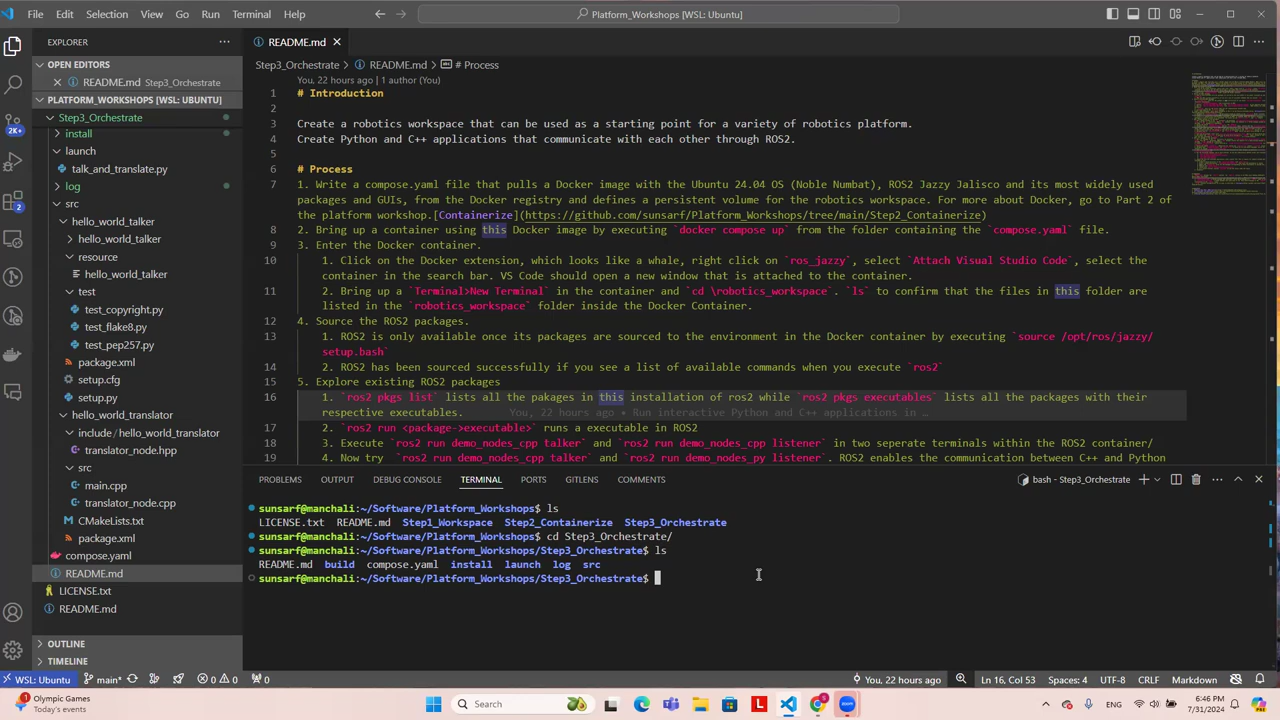 File Edit Selection View Go Run Terminal Help
Platform_Workshops [WSL: Ubuntu]
EXPLORER
README.md
OPEN EDITORS
README.md Step3_Orchestrate
PLATFORM_WORKSHOPS [WSL: UBUNTU]
Step3_Orchestrate
install
launch
talk_and_translate.py
log
src
hello_world_talker
hello_world_talker
resource
hello_world_talker
test
test_copyright.py
test_flake8.py
test_pep257.py
package.xml
setup.cfg
setup.py
hello_world_translator
include/hello_world_translator
translator_node.hpp
src
main.cpp
translator_node.cpp
CMakeLists.txt
package.xml
compose.yaml
README.md
LICENSE.txt
README.md
OUTLINE
TIMELINE
2K+
2
Step3_Orchestrate > README.md > # Process
You, 22 hours ago | 1 author (You)
1 # Introduction
2
3 Create a robotics workspace that serves as a prototyping platform for a variety of robotics platform.
4 Create Python and C++ applications that communicate with each other through ROS.
5
6 # Process
7 1. Write a compose.yaml file that pulls a docker image with the Ubuntu 24.04 OS (Noble Numbat), ROS2 Jazzy Jalizco and its most widely used
packages and GUIs, from the Dockerhub and defines a persistent volume for the robotics workspace. For more about Docker, go to Part 2 of
the platform workshop.[Containerize](https://github.com/sunsarf/Platform_Workshops/tree/main/Step2_Containerize)
8 2. Bring up a container using this Docker image by executing `docker compose up` from the folder containing the `compose.yaml` file.
9 3. Enter the Docker container.
10 1. Click on the Docker extension, which looks like a whale, right click on `ros_jazzy`, select `Attach Visual Studio Code`, select the
container in the search bar. VS Code should open a new window that is attached to the container.
11 2. Bring up a `Terminal>New Terminal` in the container and `cd \robotics_workspace`. `ls` to confirm that the files in this folder are
listed in the `robotics_workspace` folder inside the Docker Container.
12 4. Source the ROS2 packages.
13 1. ROS2 is only available once its packages are sourced to the environment in the Docker container by executing `source /opt/ros/jazzy/
setup.bash`
14 2. ROS2 has been sourced successfully if you see a list of available commands when you execute `ros2`
15 5. Explore existing ROS2 packages
16 1. `ros2 pkgs list` lists all the pakages in this installation of ros2 while `ros2 pkgs executables` lists all the packages with their
respective executables. You, 22 hours ago • Run interactive Python and C++ applications in …
17 2. `ros2 run <package->executable>` runs a executable in ROS2
18 3. Execute `ros2 run demo_nodes_cpp talker` and `ros2 run demo_nodes_cpp listener` in two seperate terminals within the ROS2 container/
19 4. Now try `ros2 run demo_nodes_cpp talker` and `ros2 run demo_nodes_py listener`. ROS2 enables the communication between C++ and Python
PROBLEMS OUTPUT DEBUG CONSOLE TERMINAL PORTS GITLENS COMMENTS
bash - Step3_Orchestrate
sunsarf@manchali:~/Software/Platform_Workshops$ ls
LICENSE.txt README.md Step1_Workspace Step2_Containerize Step3_Orchestrate
sunsarf@manchali:~/Software/Platform_Workshops$ cd Step3_Orchestrate/
sunsarf@manchali:~/Software/Platform_Workshops/Step3_Orchestrate$ ls
README.md build compose.yaml install launch log src
sunsarf@manchali:~/Software/Platform_Workshops/Step3_Orchestrate$
WSL: Ubuntu main* 0 0 0 You, 22 hours ago Ln 16, Col 53 Spaces: 4 UTF-8 CRLF Markdown
Olympic Games
Today's events
Search
ENG
6:46 PM
7/31/2024